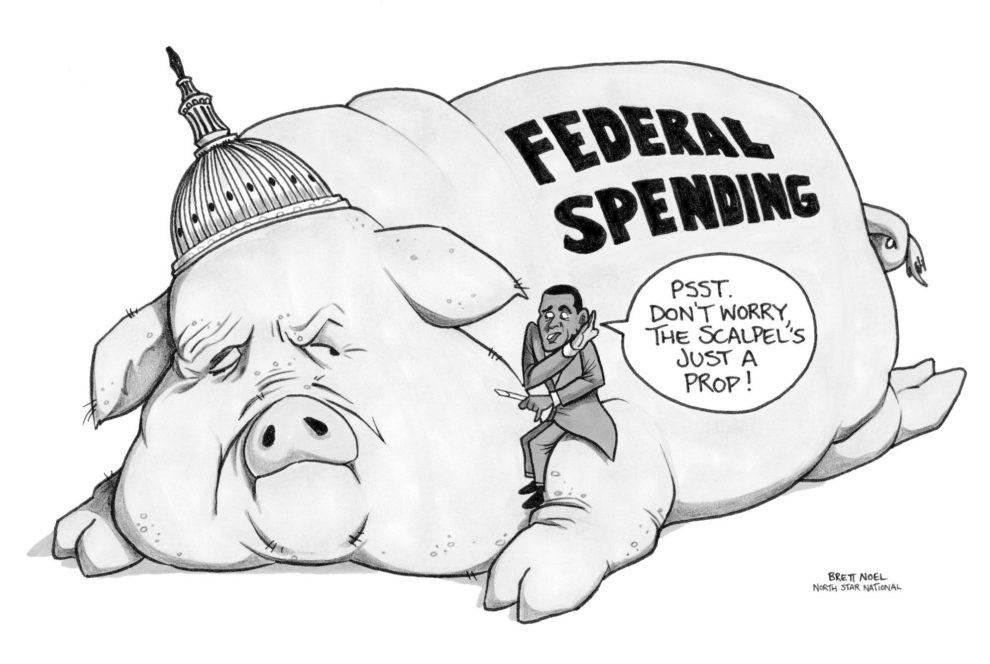 FEDERAL
SPENDING
PSST.
DON'T WORRY,
THE SCALPEL'S
JUST A
PROP!
BRETT NOEL
NORTH STAR NATIONAL